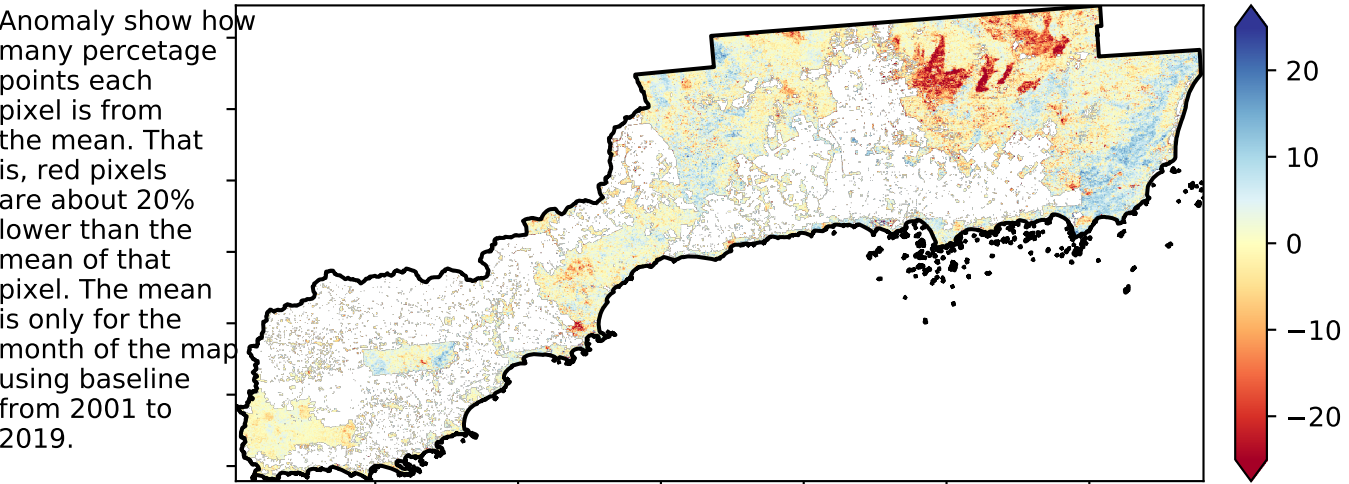 Anomaly show how
many percetage
points each
pixel is from
the mean. That
is, red pixels
are about 20%
lower than the
mean of that
pixel. The mean
is only for the
month of the map
using baseline
from 2001 to
2019.
20
10
0
−10
−20